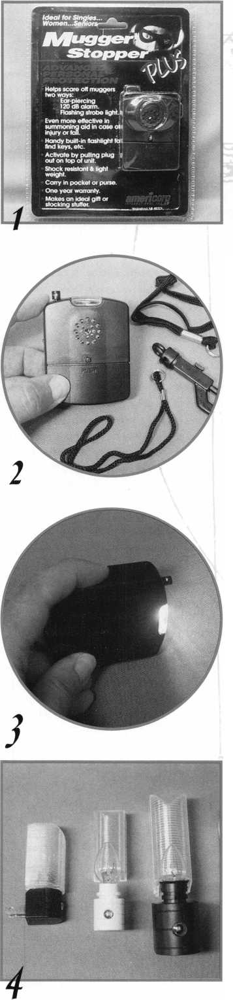 Ideal for Singles...
Women...Seniors
Mugger
Stopper
PLUS
ADVANCED
PERSONAL
PROTECTION
Helps scare off muggers
two ways:
Ear-piercing
120 dB alarm.
Flashing strobe light.
Even more effective in
summoning aid in case of
injury or fall.
Handy built-in flashlight to
find keys, etc.
Activate by pulling plug
out on top of unit.
Shock resistant & light
weight.
Carry in pocket or purse.
One year warranty.
Makes an ideal gift or
stocking stuffer.
americorp
1
2
3
4